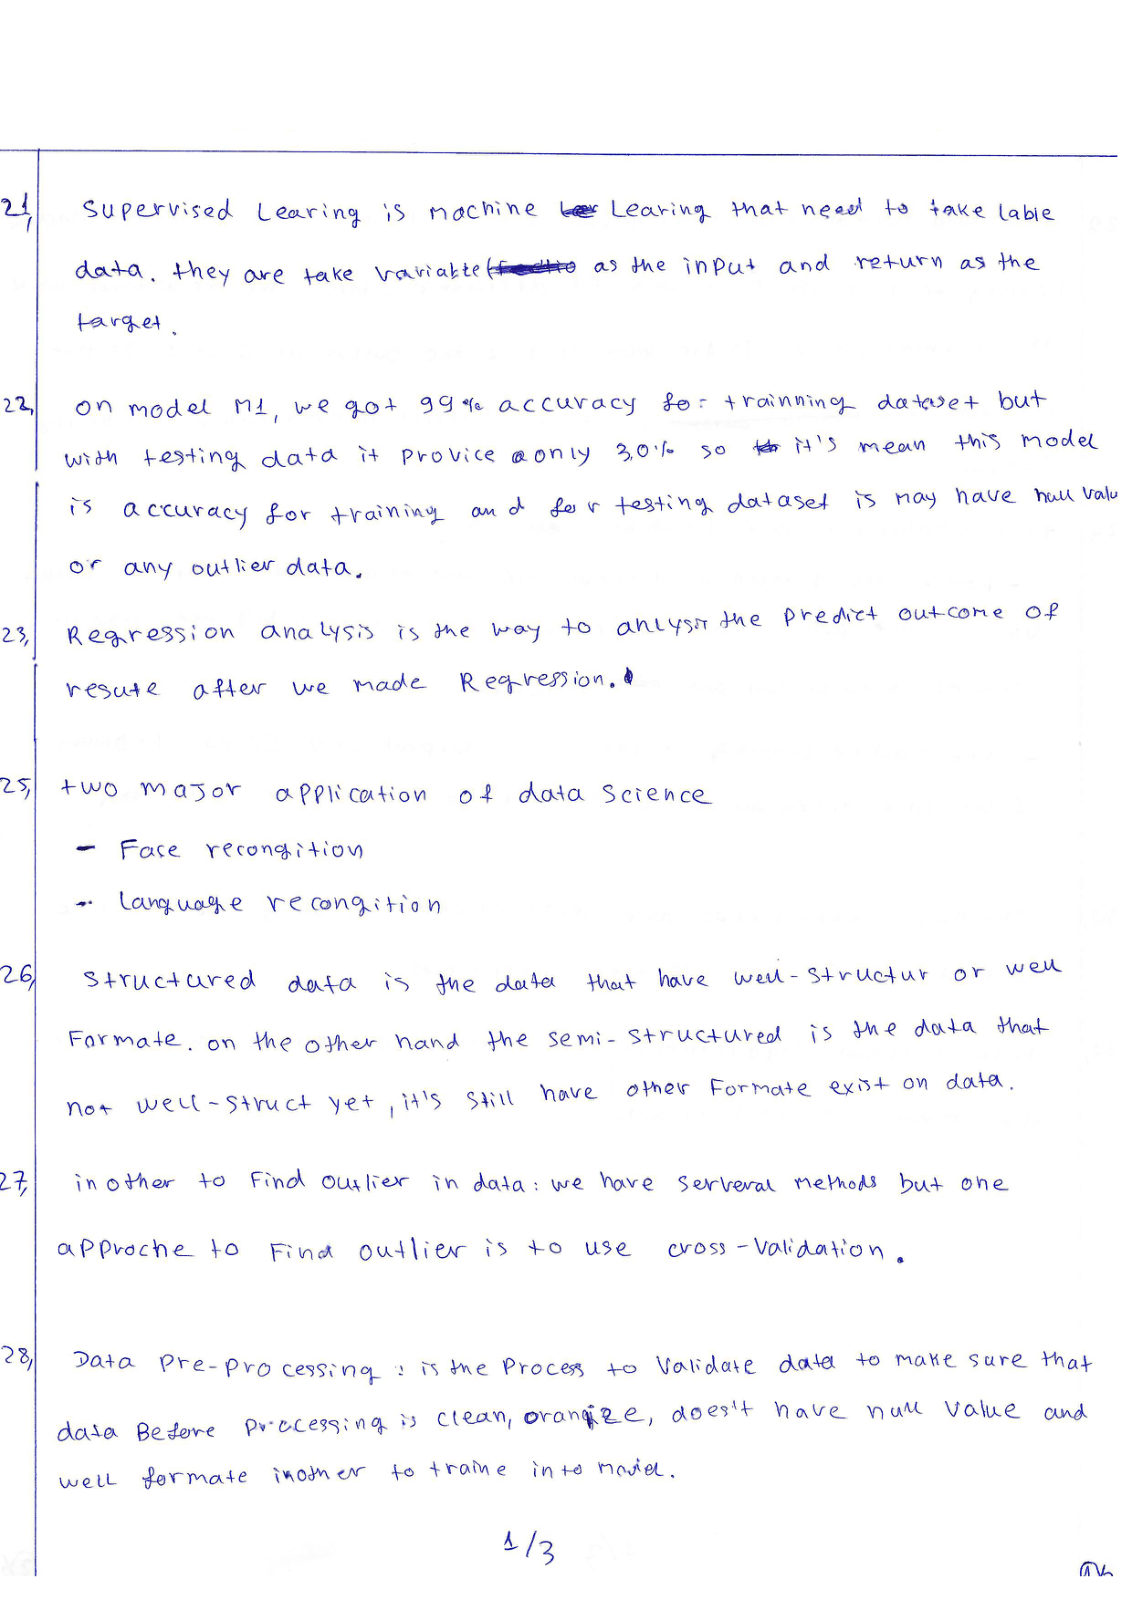 21, Supervised Learing is machine Learing that need to take lable
data. they are take variable as the input and return as the
target.
22, on model M1, we got 99% accuracy for trainning dataset but
with testing data it provice only 30% so it's mean this model
is accuracy for training and for testing dataset is may have null valu
or any outlier data.
23, Regression analysis is the way to anlysis the predict outcome of
resute after we made Regression.
25, two major application of data science
- Face recongition
- Language recongition
26, Structured data is the data that have well-structur or well
Formate. on the other hand the semi-structured is the data that
not well-struct yet, it's still have other Formate exist on data.
27, in other to Find outlier in data: we have serveral methods but one
approche to Find outlier is to use cross-validation.
28, Data Pre-processing : is the process to validate data to make sure that
data Before processing is clean, orangize, does't have null value and
well formate inother to traine into model.
1/3